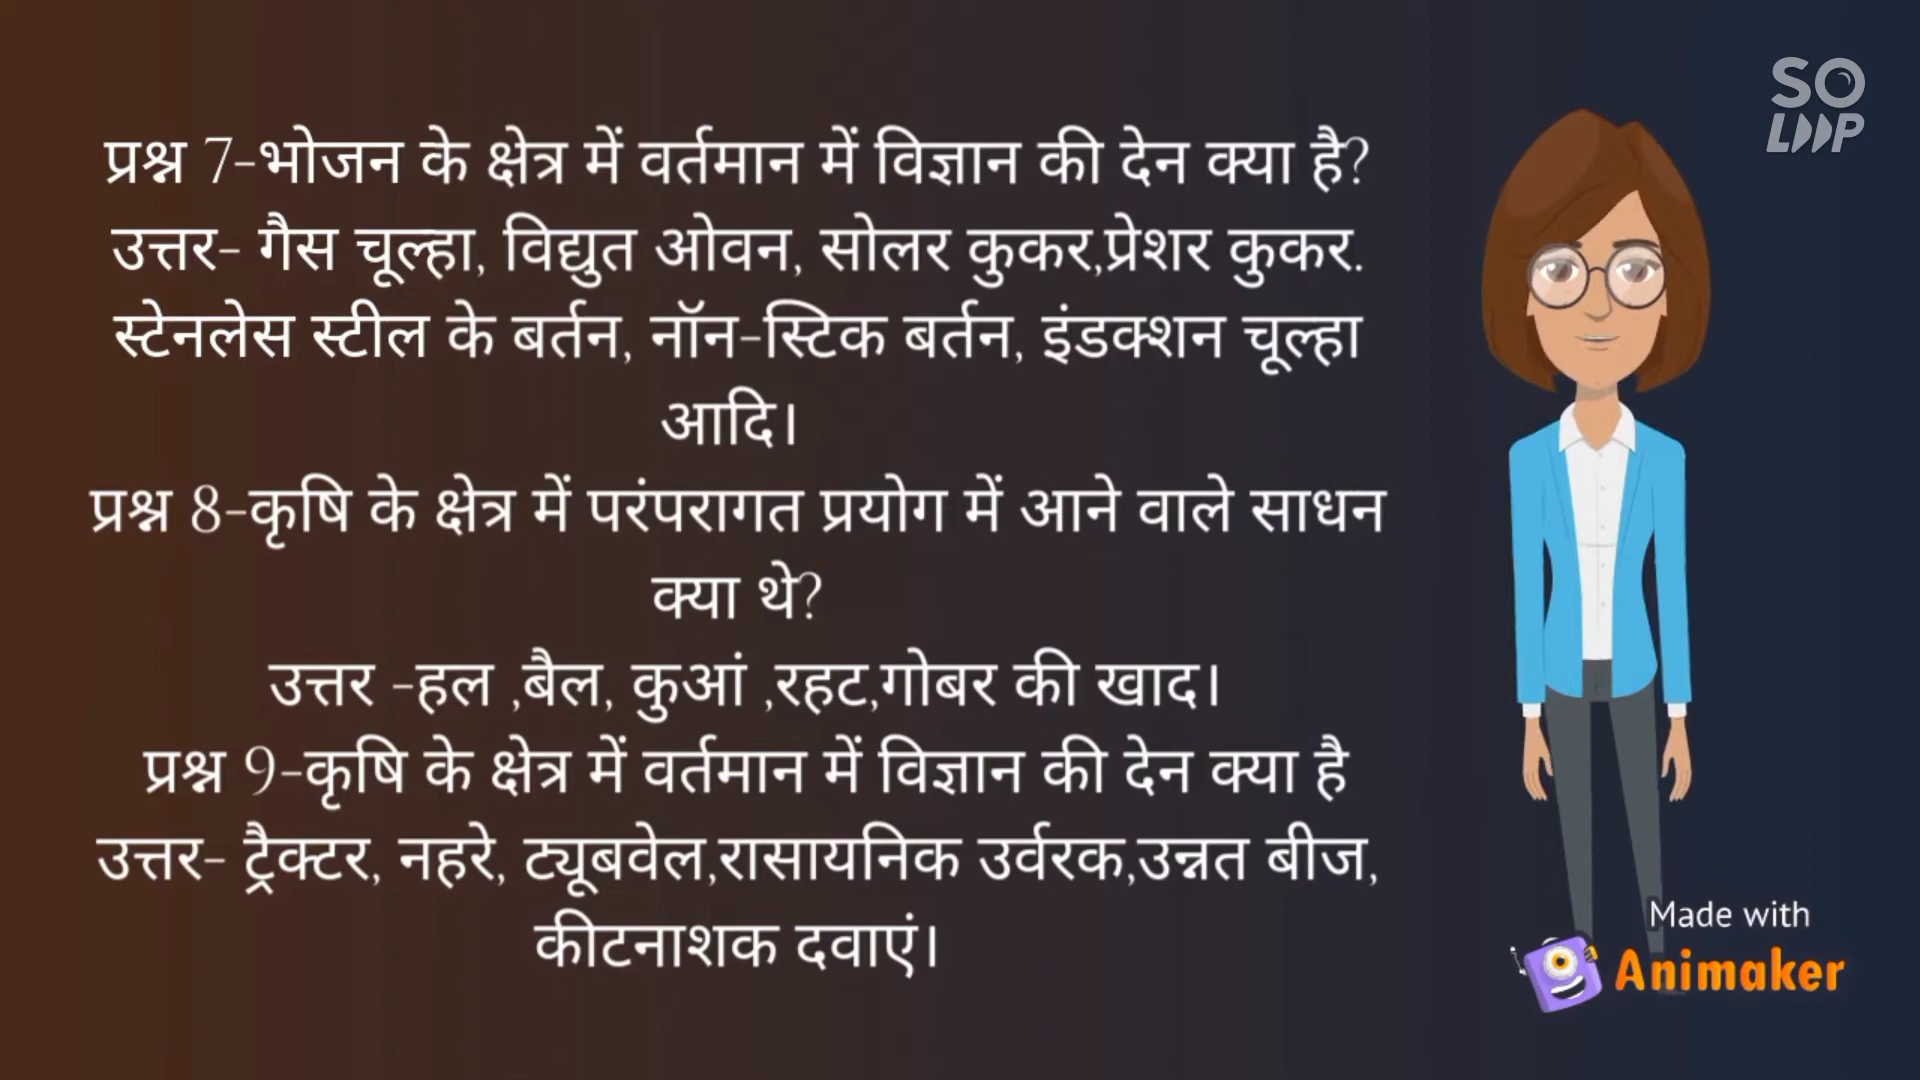 SO
LOOP
प्रश्न 7-भोजन के क्षेत्र में वर्तमान में विज्ञान की देन क्या है?
उत्तर- गैस चूल्हा, विद्युत ओवन, सोलर कुकर,प्रेशर कुकर.
स्टेनलेस स्टील के बर्तन, नॉन-स्टिक बर्तन, इंडक्शन चूल्हा
आदि।
प्रश्न 8-कृषि के क्षेत्र में परंपरागत प्रयोग में आने वाले साधन
क्या थे?
उत्तर -हल ,बैल, कुआं ,रहट,गोबर की खाद।
प्रश्न 9-कृषि के क्षेत्र में वर्तमान में विज्ञान की देन क्या है
उत्तर- ट्रैक्टर, नहरे, ट्यूबवेल,रासायनिक उर्वरक,उन्नत बीज,
कीटनाशक दवाएं।
Made with
Animaker